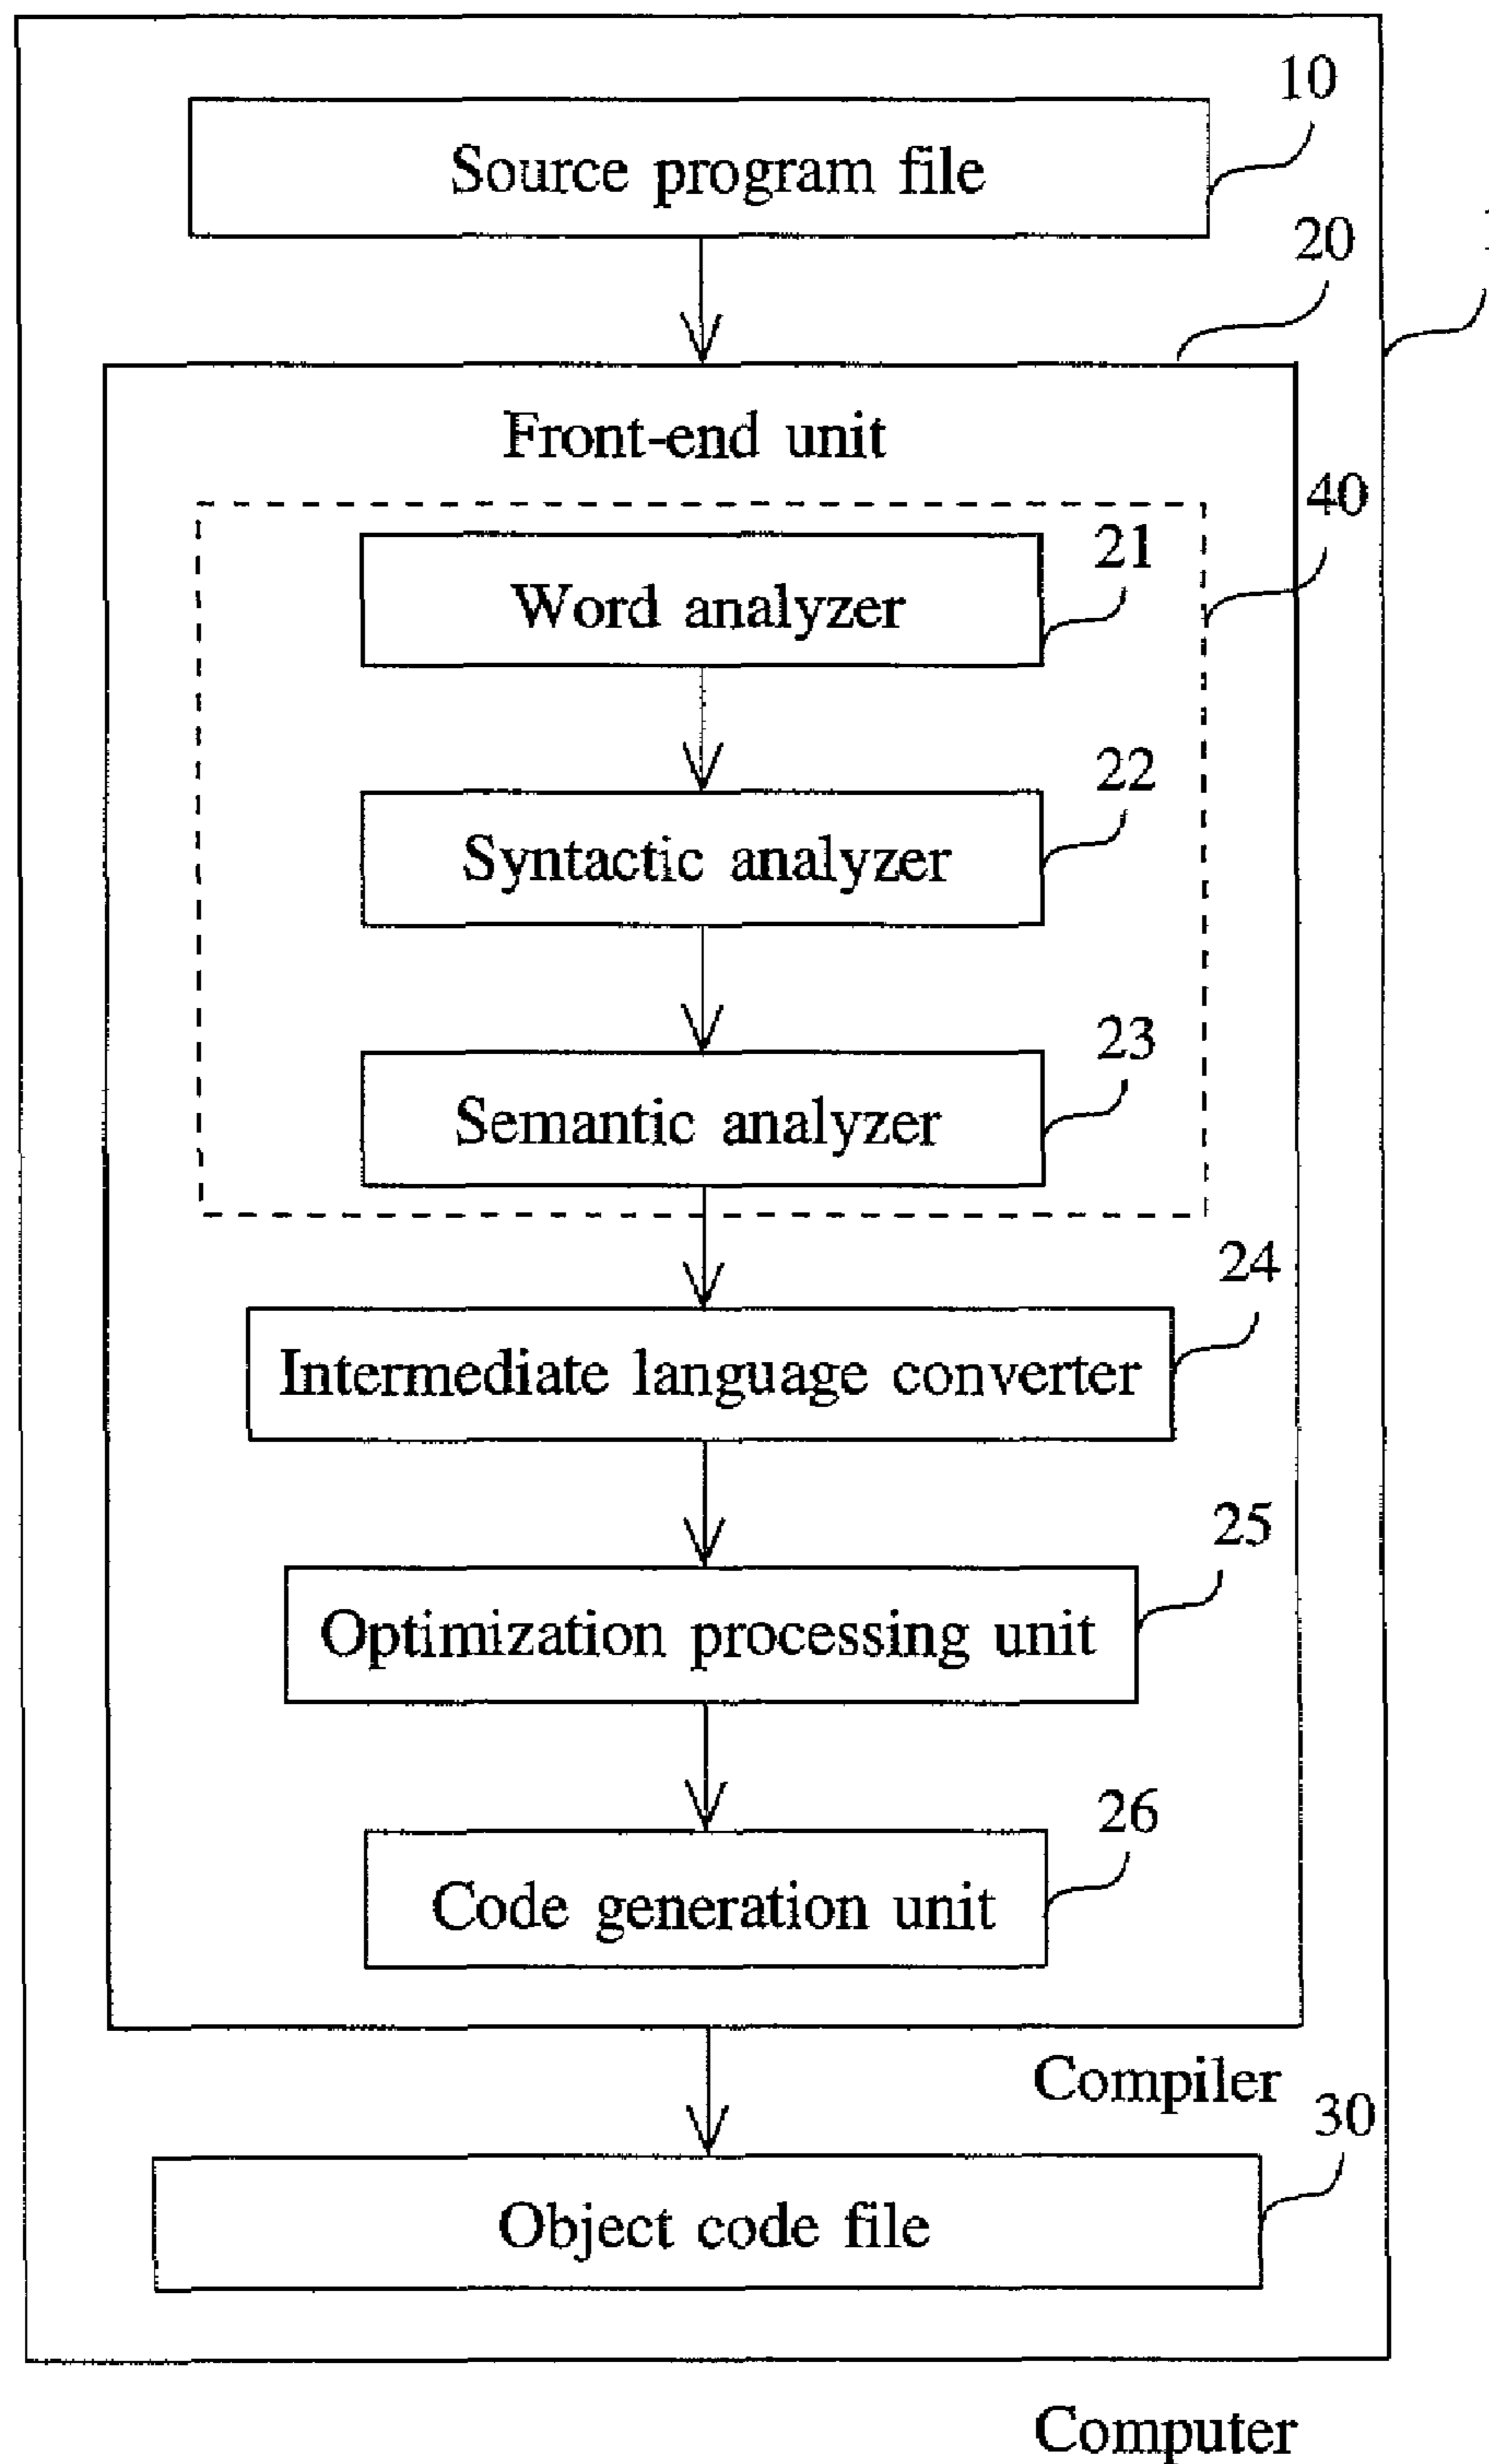 10
Source program file
20
Front-end unit
40
21
Word analyzer
22
Syntactic analyzer
23
Semantic analyzer
24
Intermediate language converter
25
Optimization processing unit
26
Code generation unit
Compiler
30
Object code file
Computer